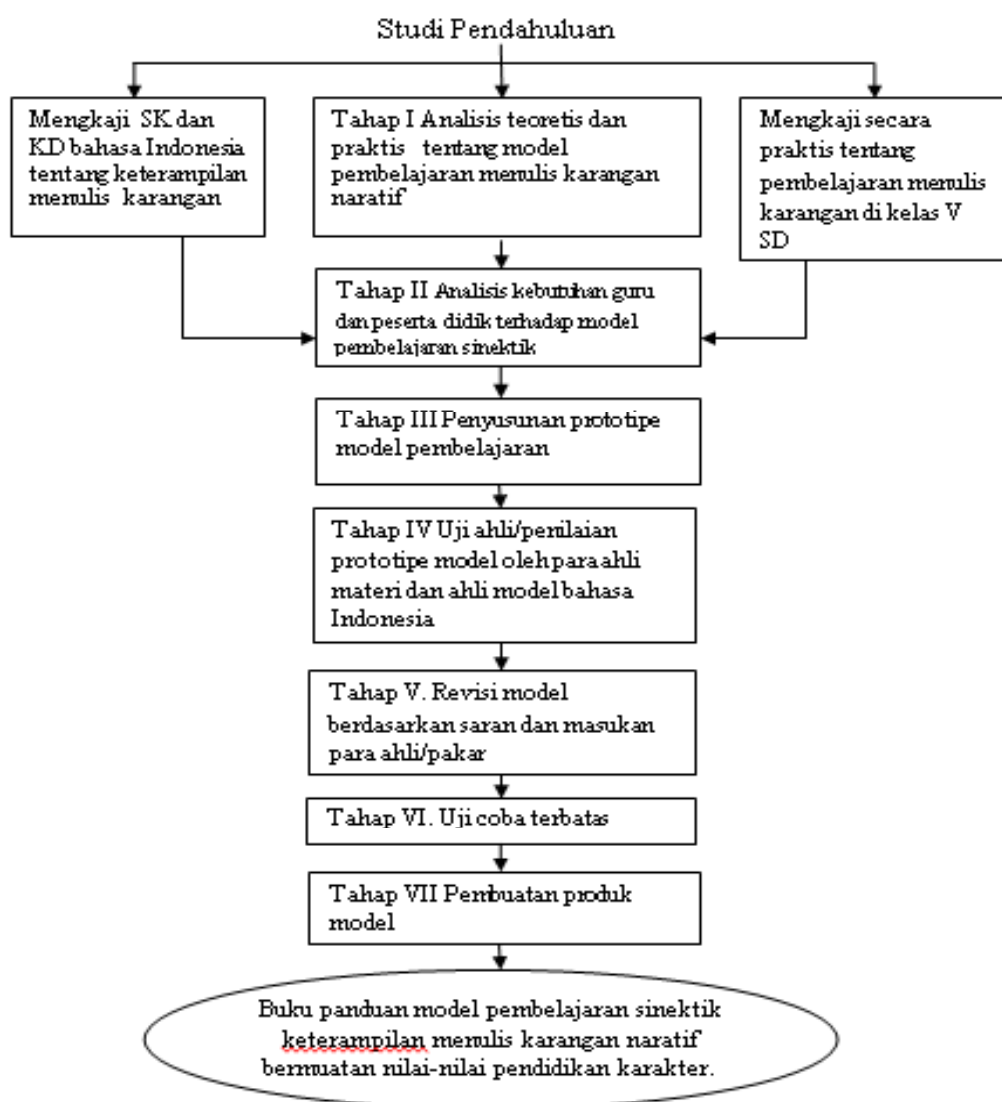 Studi Pendahuluan
Mengkaji SK dan
KD bahasa Indonesia
tentang keterampilan
menulis karangan
Tahap I Analisis teoretis dan
praktis tentang model
pembelajaran menulis karangan
naratif
Mengkaji secara
praktis tentang
pembelajaran menulis
karangan di kelas V
SD
Tahap II Analisis kebutuhan guru
dan peserta didik terhadap model
pembelajaran sinektik
Tahap III Penyusunan prototipe
model pembelajaran
Tahap IV Uji ahli/penilaian
prototipe model oleh para ahli
materi dan ahli model bahasa
Indonesia
Tahap V. Revisi model
berdasarkan saran dan masukan
para ahli/pakar
Tahap VI. Uji coba terbatas
Tahap VII Pembuatan produk
model
Buku panduan model pembelajaran sinektik
keterampilan menulis karangan naratif
bermuatan nilai-nilai pendidikan karakter.